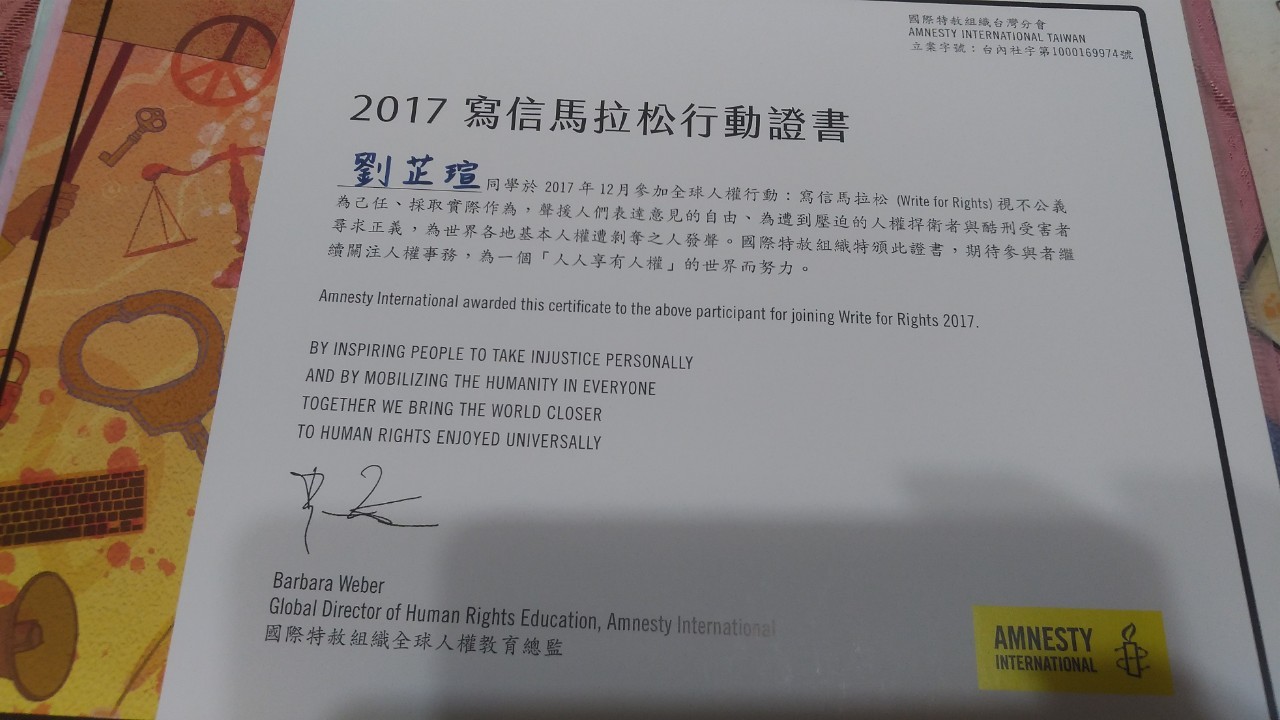 國際特赦組織台灣分會
AMNESTY INTERNATIONAL TAIWAN
立案字號：台內社字第1000169974號
2017 寫信馬拉松行動證書
劉芷瑄同學於 2017 年 12月參加全球人權行動：寫信馬拉松 (Write for Rights) 視不公義
為己任、採取實際作為，聲援人們表達意見的自由、為遭到壓迫的人權捍衛者與酷刑受害者
尋求正義，為世界各地基本人權遭剝奪之人發聲。國際特赦組織特頒此證書，期待參與者繼
續關注人權事務，為一個「人人享有人權」的世界而努力。
Amnesty International awarded this certificate to the above participant for joining Write for Rights 2017.
BY INSPIRING PEOPLE TO TAKE INJUSTICE PERSONALLY
AND BY MOBILIZING THE HUMANITY IN EVERYONE
TOGETHER WE BRING THE WORLD CLOSER
TO HUMAN RIGHTS ENJOYED UNIVERSALLY
Barbara Weber
Global Director of Human Rights Education, Amnesty International
國際特赦組織全球人權教育總監
AMNESTY
INTERNATIONAL